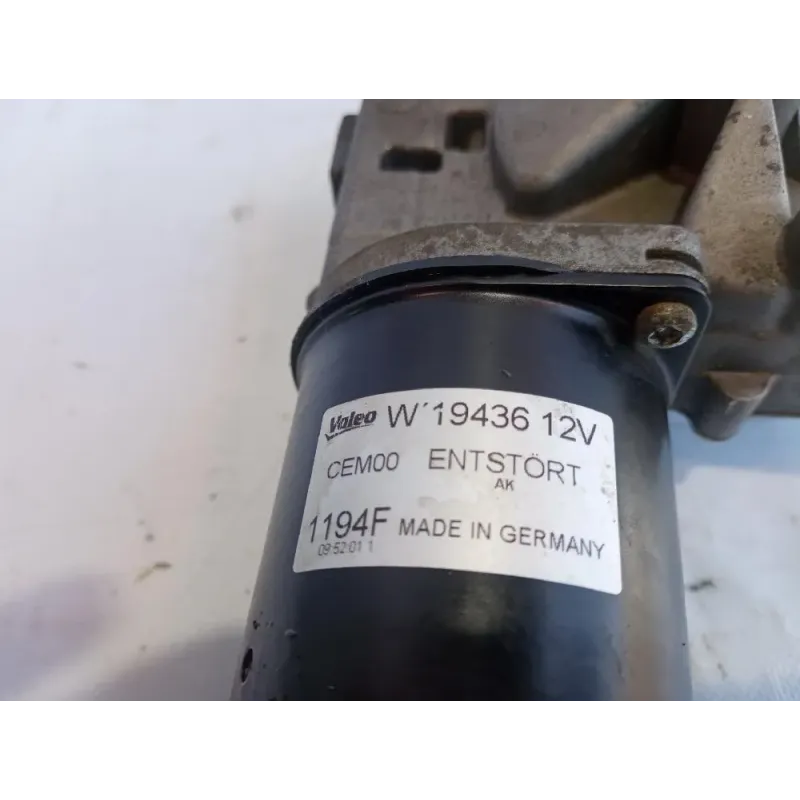 Valeo W´19436 12V
CEM00 ENTSTÖRT
AK
1194F MADE IN GERMANY
09:52:01 1